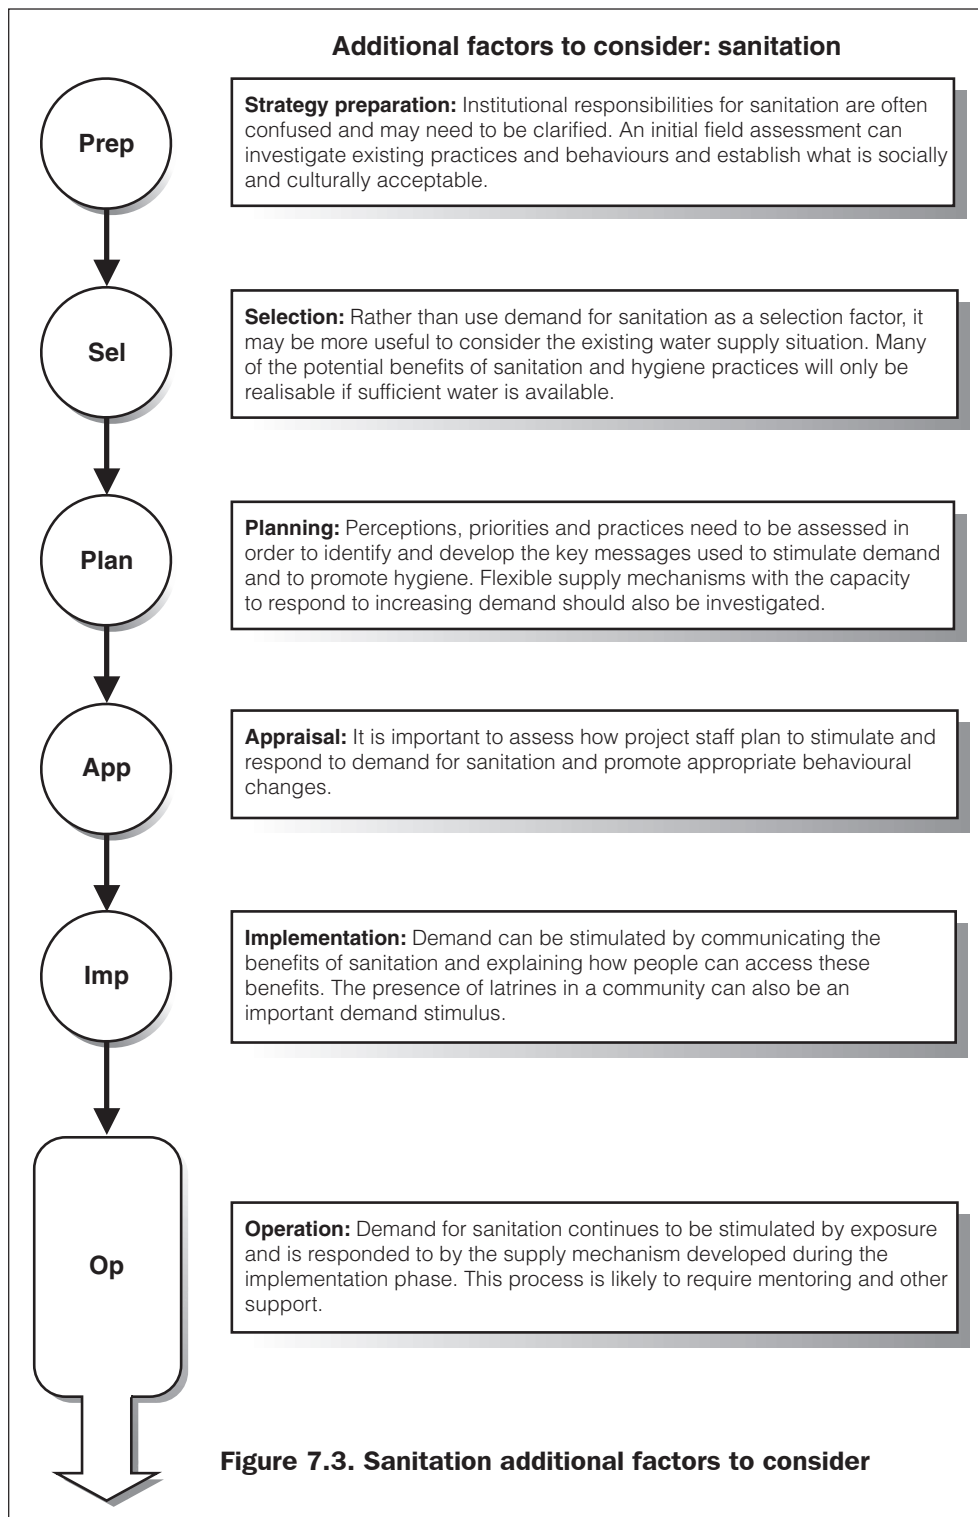 Additional factors to consider: sanitation
Prep
Strategy preparation: Institutional responsibilities for sanitation are often
confused and may need to be clarified. An initial field assessment can
investigate existing practices and behaviours and establish what is socially
and culturally acceptable.
Sel
Selection: Rather than use demand for sanitation as a selection factor, it
may be more useful to consider the existing water supply situation. Many
of the potential benefits of sanitation and hygiene practices will only be
realisable if sufficient water is available.
Plan
Planning: Perceptions, priorities and practices need to be assessed in
order to identify and develop the key messages used to stimulate demand
and to promote hygiene. Flexible supply mechanisms with the capacity
to respond to increasing demand should also be investigated.
App
Appraisal: It is important to assess how project staff plan to stimulate and
respond to demand for sanitation and promote appropriate behavioural
changes.
Imp
Implementation: Demand can be stimulated by communicating the
benefits of sanitation and explaining how people can access these
benefits. The presence of latrines in a community can also be an
important demand stimulus.
Op
Operation: Demand for sanitation continues to be stimulated by exposure
and is responded to by the supply mechanism developed during the
implementation phase. This process is likely to require mentoring and other
support.
Figure 7.3. Sanitation additional factors to consider